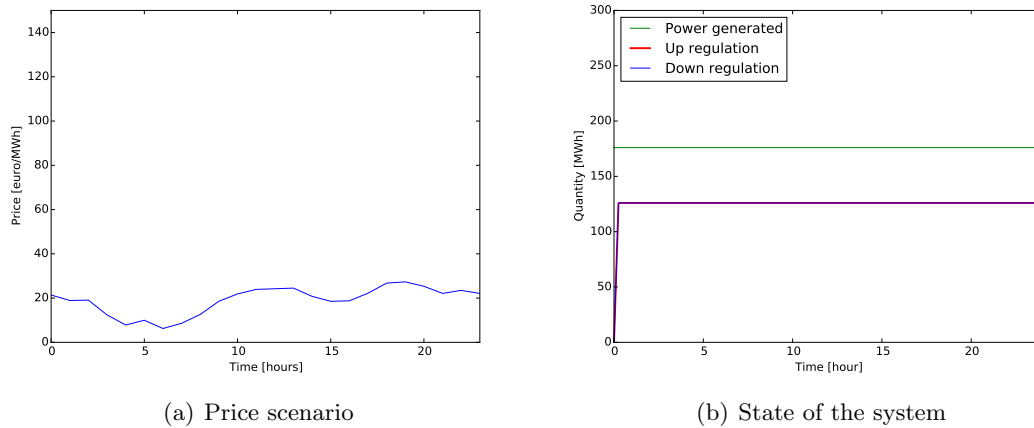 140
120
100
80
60
40
20
0
Price [euro/MWh]
0 5 10 15 20
Time [hours]
(a) Price scenario
300
250
200
150
100
50
0
Quantity [MWh]
Power generated
Up regulation
Down regulation
0 5 10 15 20
Time [hour]
(b) State of the system